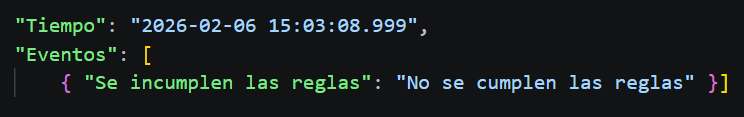 "Tiempo": "2026-02-06 15:03:08.999",
"Eventos": [
{ "Se incumplen las reglas": "No se cumplen las reglas" }]